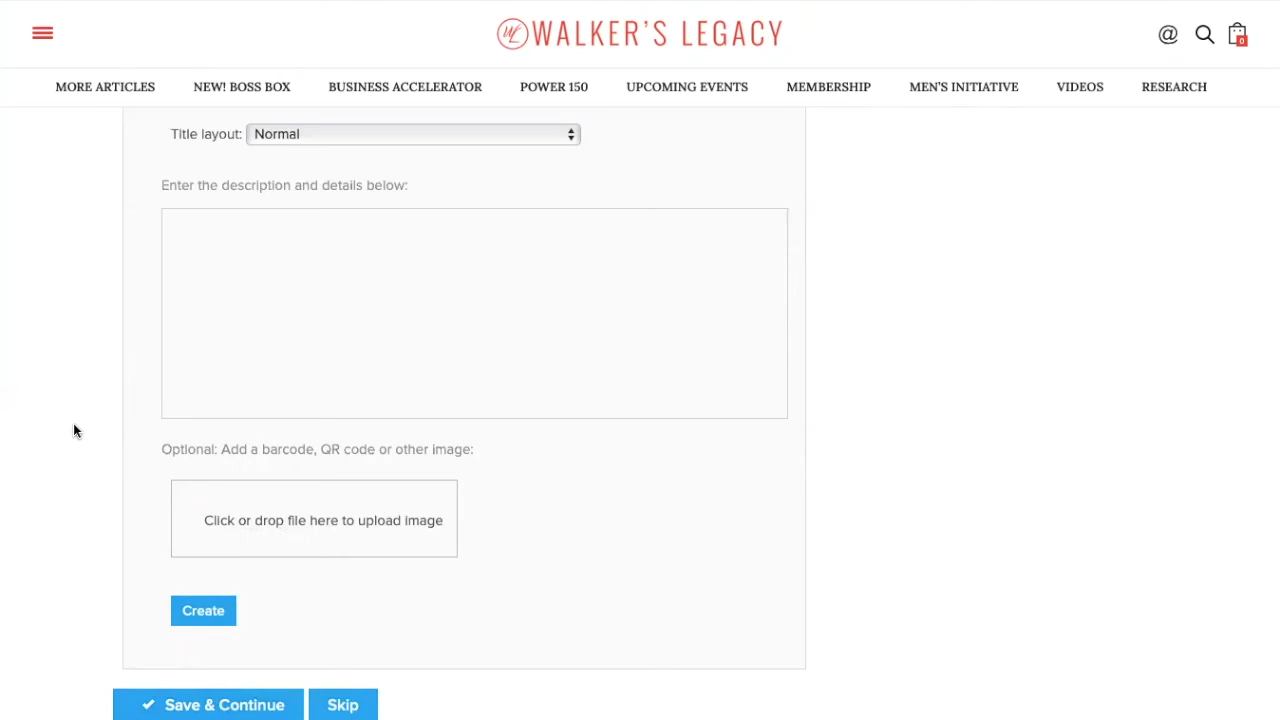 WL WALKER'S LEGACY
@
0
MORE ARTICLES NEW! BOSS BOX BUSINESS ACCELERATOR POWER 150 UPCOMING EVENTS MEMBERSHIP MEN'S INITIATIVE VIDEOS RESEARCH
Title layout: Normal
Enter the description and details below:
Optional: Add a barcode, QR code or other image:
Click or drop file here to upload image
Create
Save & Continue Skip